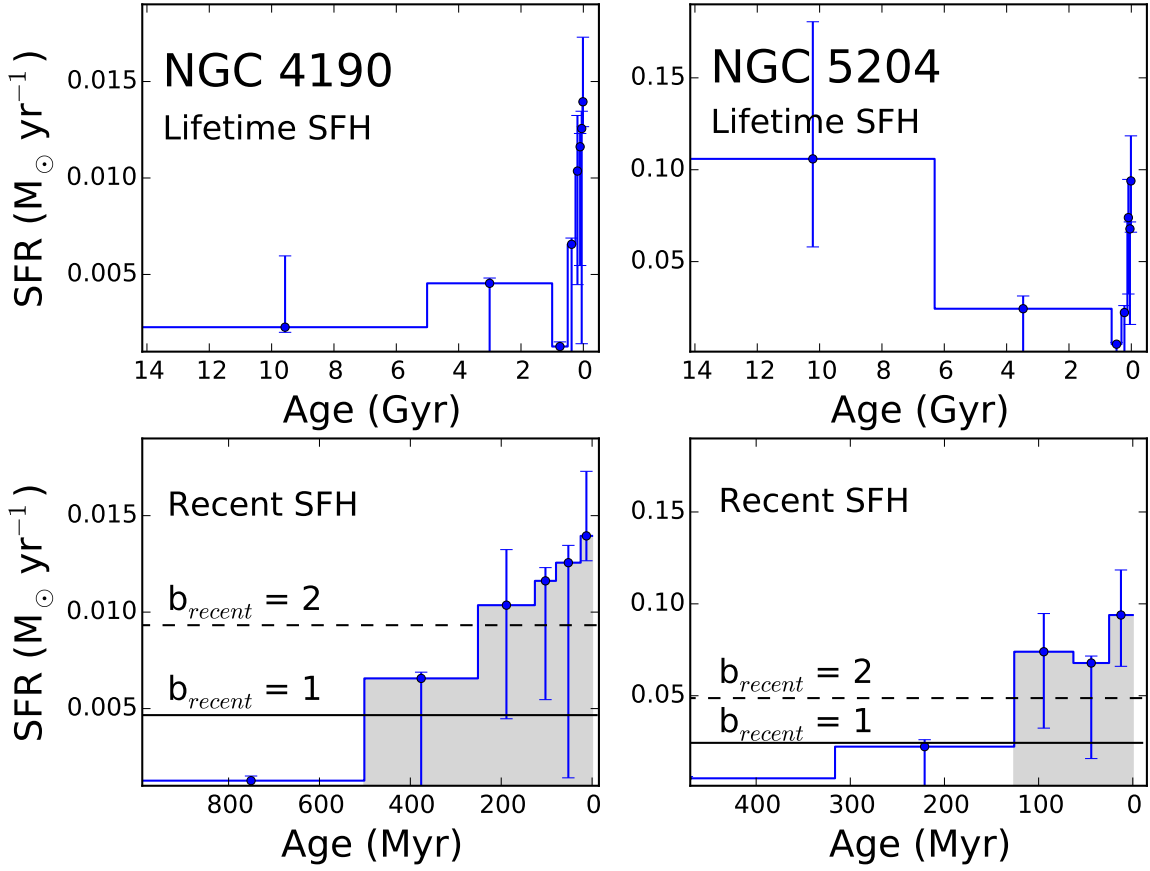 NGC 4190
Lifetime SFH
SFR (M⊙ yr⁻¹)
0.015
0.010
0.005
14 12 10 8 6 4 2 0
Age (Gyr)
NGC 5204
Lifetime SFH
0.15
0.10
0.05
14 12 10 8 6 4 2 0
Age (Gyr)
Recent SFH
SFR (M⊙ yr⁻¹)
0.015
0.010
0.005
b_recent = 2
b_recent = 1
800 600 400 200 0
Age (Myr)
Recent SFH
0.15
0.10
0.05
b_recent = 2
b_recent = 1
400 300 200 100 0
Age (Myr)